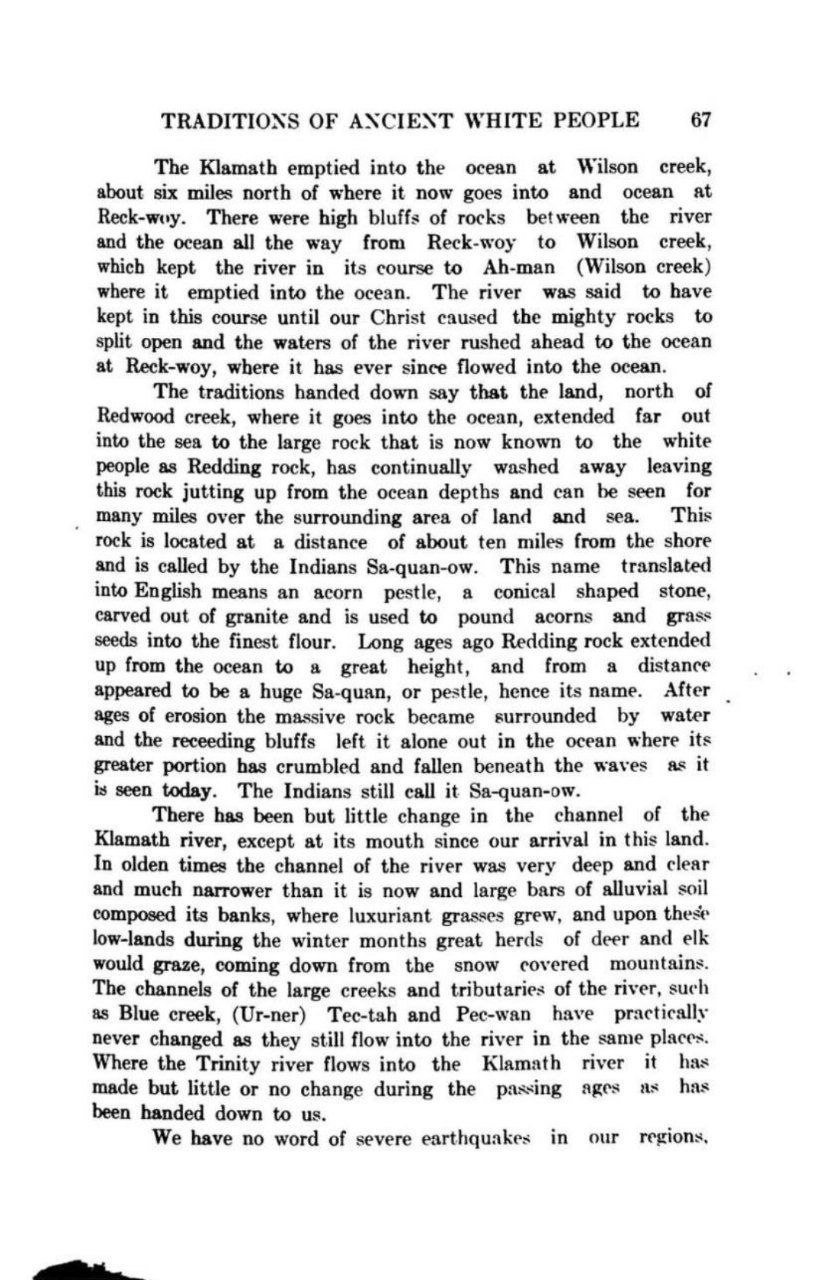 TRADITIONS OF ANCIENT WHITE PEOPLE 67
The Klamath emptied into the ocean at Wilson creek,
about six miles north of where it now goes into and ocean at
Reck-woy. There were high bluffs of rocks between the river
and the ocean all the way from Reck-woy to Wilson creek,
which kept the river in its course to Ah-man (Wilson creek)
where it emptied into the ocean. The river was said to have
kept in this course until our Christ caused the mighty rocks to
split open and the waters of the river rushed ahead to the ocean
at Reck-woy, where it has ever since flowed into the ocean.
The traditions handed down say that the land, north of
Redwood creek, where it goes into the ocean, extended far out
into the sea to the large rock that is now known to the white
people as Redding rock, has continually washed away leaving
this rock jutting up from the ocean depths and can be seen for
many miles over the surrounding area of land and sea. This
rock is located at a distance of about ten miles from the shore
and is called by the Indians Sa-quan-ow. This name translated
into English means an acorn pestle, a conical shaped stone,
carved out of granite and is used to pound acorns and grass
seeds into the finest flour. Long ages ago Redding rock extended
up from the ocean to a great height, and from a distance
appeared to be a huge Sa-quan, or pestle, hence its name. After
ages of erosion the massive rock became surrounded by water
and the receeding bluffs left it alone out in the ocean where its
greater portion has crumbled and fallen beneath the waves as it
is seen today. The Indians still call it Sa-quan-ow.
There has been but little change in the channel of the
Klamath river, except at its mouth since our arrival in this land.
In olden times the channel of the river was very deep and clear
and much narrower than it is now and large bars of alluvial soil
composed its banks, where luxuriant grasses grew, and upon these
low-lands during the winter months great herds of deer and elk
would graze, coming down from the snow covered mountains.
The channels of the large creeks and tributaries of the river, such
as Blue creek, (Ur-ner) Tec-tah and Pec-wan have practically
never changed as they still flow into the river in the same places.
Where the Trinity river flows into the Klamath river it has
made but little or no change during the passing ages as has
been handed down to us.
We have no word of severe earthquakes in our regions,